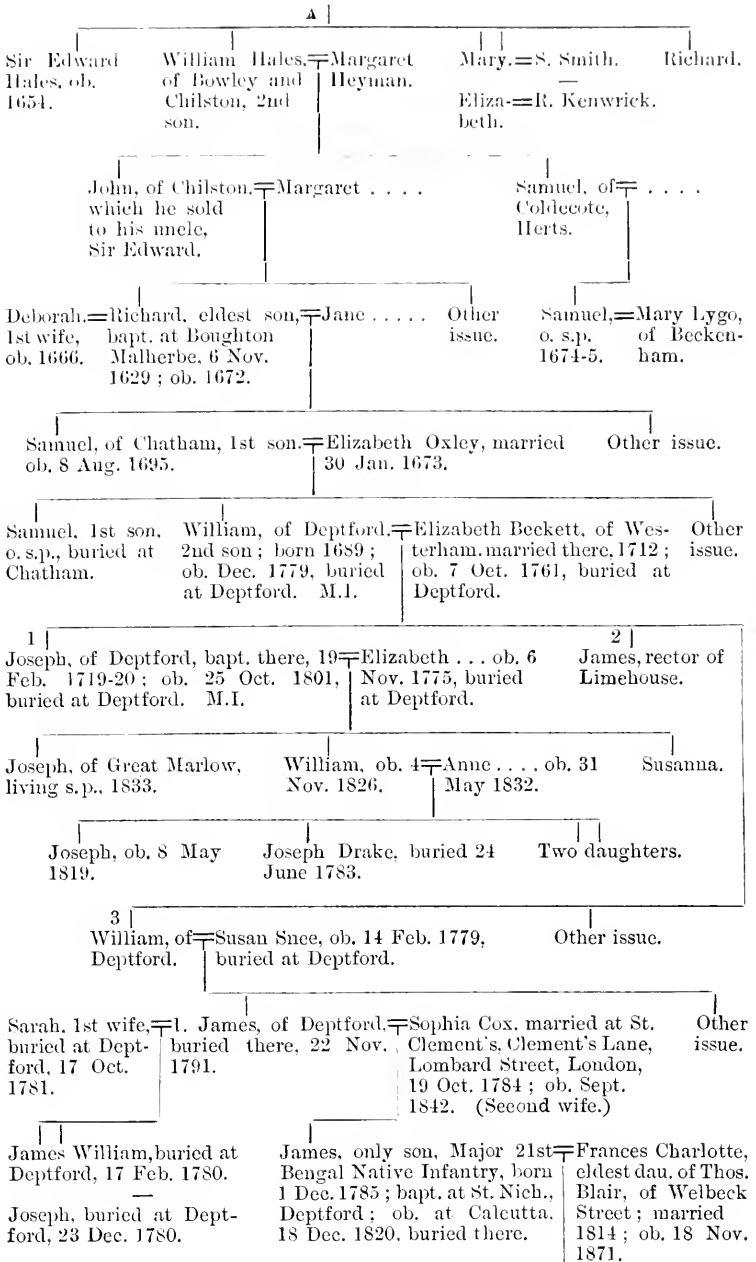 A
Sir Edward
Hales, ob.
1654.
William Hales,
of Bowley and
Chilston, 2nd
son.
Margaret
Heyman.
Mary.=S. Smith.
—
Eliza-=R. Kenwrick.
beth.
Richard.
John, of Chilston,
which he sold
to his uncle,
Sir Edward.
Margaret . . . .
Samuel, of
Coldecote,
Herts.
. . . .
Deborah.=
1st wife,
ob. 1666.
Richard, eldest son,
bapt. at Boughton
Malherbe, 6 Nov.
1629 ; ob. 1672.
Jane . . . . .
Other
issue.
Samuel,=
o. s.p.
1674-5.
Mary Lygo,
of Becken-
ham.
Samuel, of Chatham, 1st son.
ob. 8 Aug. 1695.
Elizabeth Oxley, married
30 Jan. 1673.
Other issue.
Samuel, 1st son,
o. s.p., buried at
Chatham.
William, of Deptford.
2nd son ; born 1689 ;
ob. Dec. 1779, buried
at Deptford. M.I.
Elizabeth Beckett, of Wes-
terham, married there, 1712 ;
ob. 7 Oct. 1761, buried at
Deptford.
Other
issue.
1
Joseph, of Deptford, bapt. there, 19
Feb. 1719-20 ; ob. 25 Oct. 1801,
buried at Deptford. M.I.
Elizabeth . . . ob. 6
Nov. 1775, buried
at Deptford.
2
James, rector of
Limehouse.
Joseph, of Great Marlow,
living s.p., 1833.
William, ob. 4
Nov. 1826.
Anne . . . . ob. 31
May 1832.
Susanna.
Joseph, ob. 8 May
1819.
Joseph Drake, buried 24
June 1783.
Two daughters.
3
William, of
Deptford.
Susan Snee, ob. 14 Feb. 1779,
buried at Deptford.
Other issue.
Sarah, 1st wife,
buried at Dept-
ford, 17 Oct.
1781.
1. James, of Deptford.
buried there, 22 Nov.
1791.
Sophia Cox, married at St.
Clement's, Clement's Lane,
Lombard Street, London,
19 Oct. 1784 ; ob. Sept.
1842. (Second wife.)
Other
issue.
James William, buried at
Deptford, 17 Feb. 1780.
—
Joseph, buried at Dept-
ford, 23 Dec. 1780.
James, only son, Major 21st
Bengal Native Infantry, born
1 Dec. 1785 ; bapt. at St. Nich.,
Deptford ; ob. at Calcutta,
18 Dec. 1820, buried there.
Frances Charlotte,
eldest dau. of Thos.
Blair, of Welbeck
Street ; married
1814 ; ob. 18 Nov.
1871.